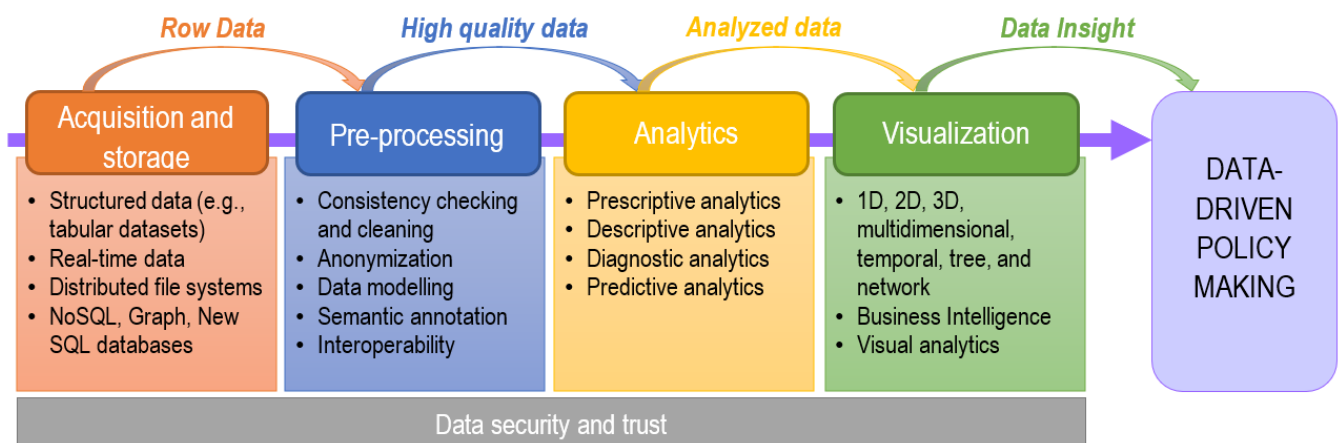 Row Data
High quality data
Analyzed data
Data Insight
Acquisition and
storage
• Structured data (e.g.,
tabular datasets)
• Real-time data
• Distributed file systems
• NoSQL, Graph, New
SQL databases
Pre-processing
• Consistency checking
and cleaning
• Anonymization
• Data modelling
• Semantic annotation
• Interoperability
Analytics
• Prescriptive analytics
• Descriptive analytics
• Diagnostic analytics
• Predictive analytics
Visualization
• 1D, 2D, 3D,
multidimensional,
temporal, tree, and
network
• Business Intelligence
• Visual analytics
DATA-
DRIVEN
POLICY
MAKING
Data security and trust